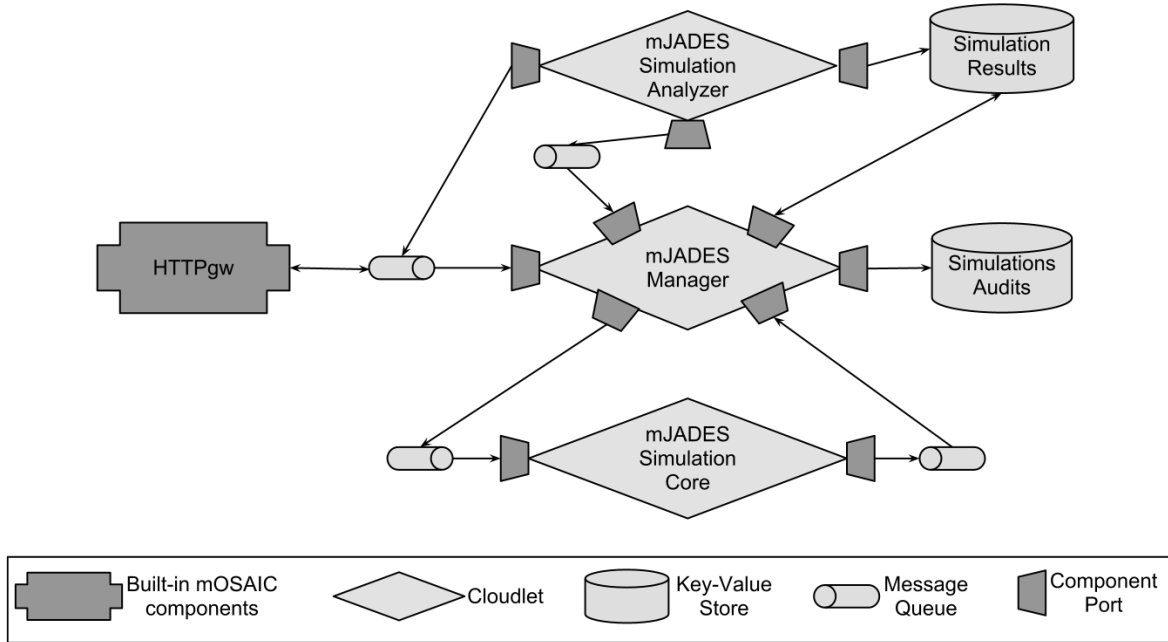 mJADES
Simulation
Analyzer
Simulation
Results
HTTPgw
mJADES
Manager
Simulations
Audits
mJADES
Simulation
Core
Built-in mOSAIC
components
Cloudlet
Key-Value
Store
Message
Queue
Component
Port